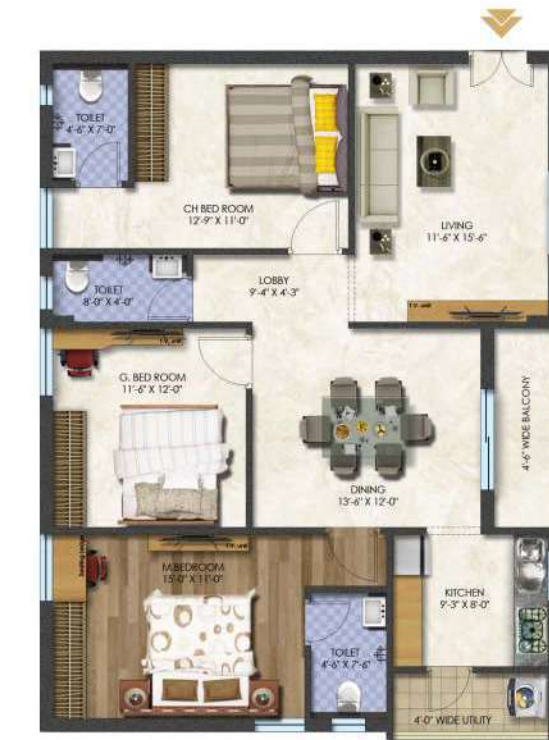 TOILET
4'-6" X 7'-0"
CH BED ROOM
12'-9" X 11'-0"
LIVING
11'-6" X 15'-6"
LOBBY
9'-4" X 4'-3"
TOILET
8'-0" X 4'-0"
T.V. unit
T.V. unit
G. BED ROOM
11'-6" X 12'-0"
4'-6" WIDE BALCONY
DINING
13'-6" X 12'-0"
T.V. unit
M.BEDROOM
15'-0" X 11'-0"
KITCHEN
9'-3" X 8'-0"
TOILET
4'-6" X 7'-6"
4'-0" WIDE UTILITY